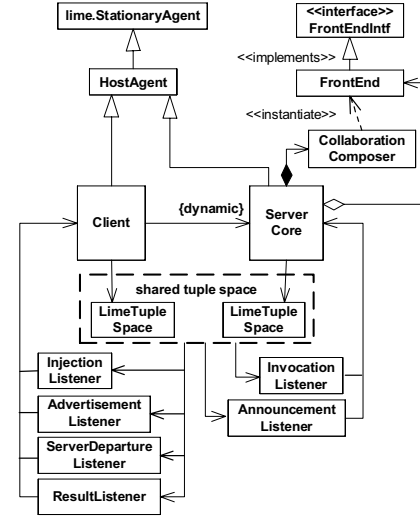 lime.StationaryAgent
<<interface>>
FrontEndIntf
<<implements>>
HostAgent
FrontEnd
<<instantiate>>
Collaboration
Composer
Client
{dynamic}
Server
Core
shared tuple space
LimeTuple
Space
LimeTuple
Space
Injection
Listener
Invocation
Listener
Advertisement
Listener
Announcement
Listener
ServerDeparture
Listener
ResultListener